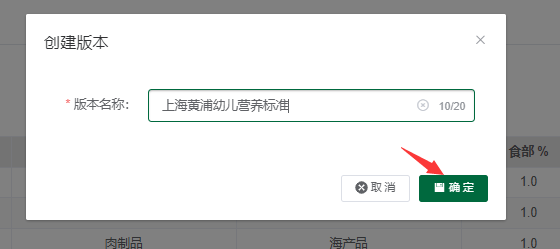 创建版本
* 版本名称:
上海黄浦幼儿营养标准
10/20
食部 %
取消
确定
1.0
1.0
肉制品 海产品 1.0